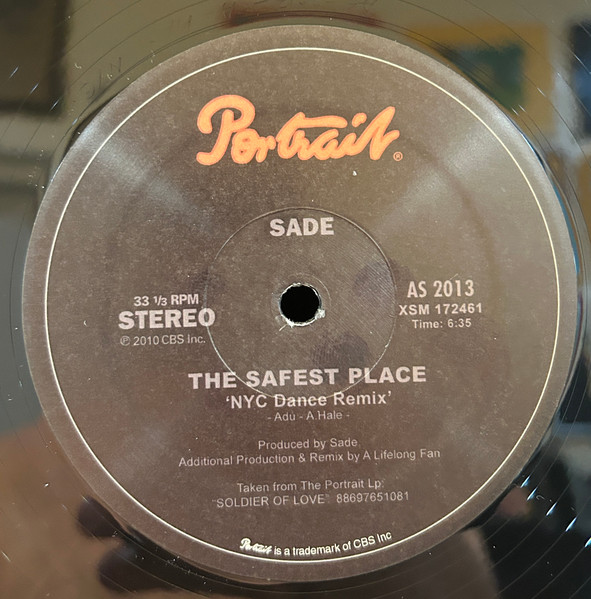 Portrait®
SADE
33 1/3 RPM
STEREO
℗ 2010 CBS inc.
AS 2013
XSM 172461
Time: 6:35
THE SAFEST PLACE
'NYC Dance Remix'
- Adu - A.Hale -
Produced by Sade
Additional Production & Remix by A Lifelong Fan
Taken from The Portrait Lp:
"SOLDIER OF LOVE" 88697651081
Portrait is a trademark of CBS Inc